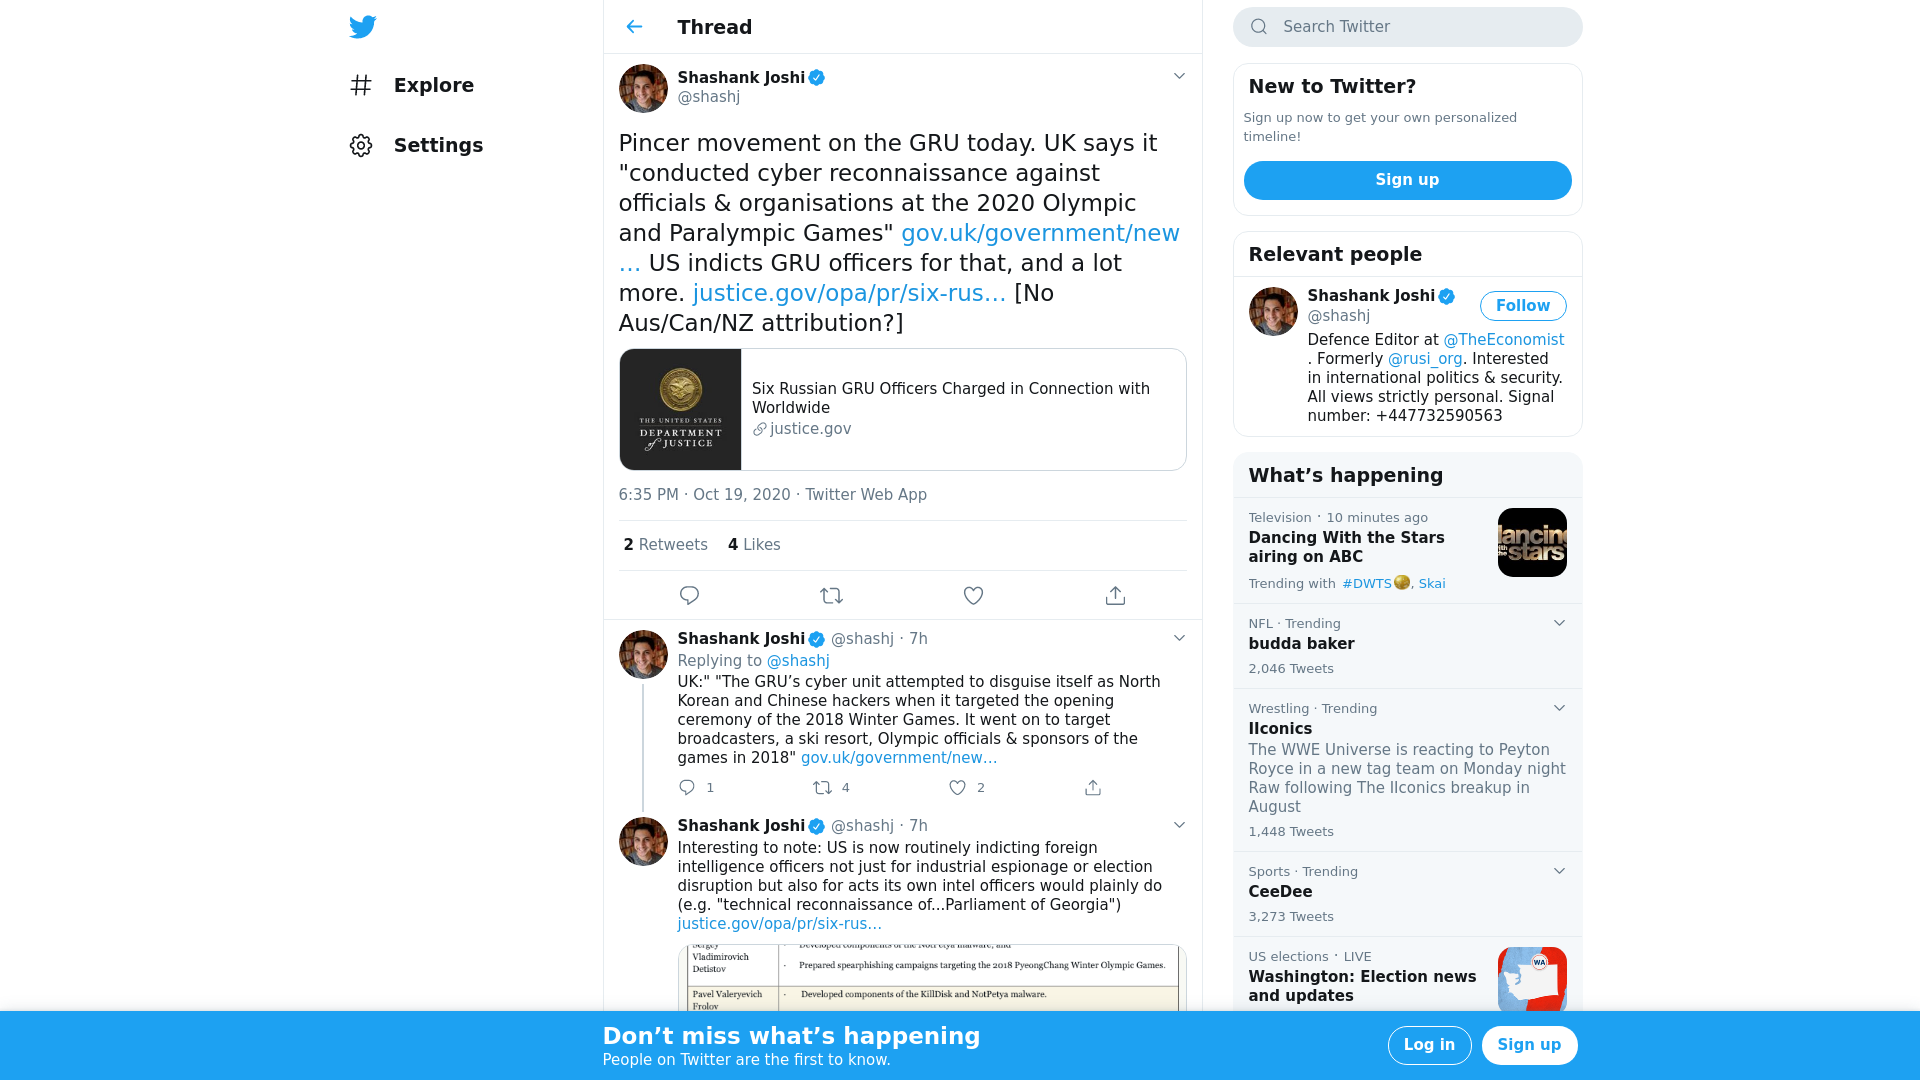 Thread
Search Twitter
Explore
Settings
Shashank Joshi
@shashj
Pincer movement on the GRU today. UK says it
"conducted cyber reconnaissance against
officials & organisations at the 2020 Olympic
and Paralympic Games" gov.uk/government/new
… US indicts GRU officers for that, and a lot
more. justice.gov/opa/pr/six-rus… [No
Aus/Can/NZ attribution?]
THE UNITED STATES
DEPARTMENT
of JUSTICE
Six Russian GRU Officers Charged in Connection with
Worldwide
justice.gov
6:35 PM · Oct 19, 2020 · Twitter Web App
2 Retweets 4 Likes
Shashank Joshi @shashj · 7h
Replying to @shashj
UK:" "The GRU’s cyber unit attempted to disguise itself as North
Korean and Chinese hackers when it targeted the opening
ceremony of the 2018 Winter Games. It went on to target
broadcasters, a ski resort, Olympic officials & sponsors of the
games in 2018" gov.uk/government/new…
1 4 2
Shashank Joshi @shashj · 7h
Interesting to note: US is now routinely indicting foreign
intelligence officers not just for industrial espionage or election
disruption but also for acts its own intel officers would plainly do
(e.g. "technical reconnaissance of...Parliament of Georgia")
justice.gov/opa/pr/six-rus…
Sergey
Vladimirovich
Detistov
· Developed components of the NotPetya malware; and
· Prepared spearphishing campaigns targeting the 2018 PyeongChang Winter Olympic Games.
Pavel Valeryevich
Frolov
· Developed components of the KillDisk and NotPetya malware.
New to Twitter?
Sign up now to get your own personalized
timeline!
Sign up
Relevant people
Shashank Joshi
@shashj
Follow
Defence Editor at @TheEconomist
. Formerly @rusi_org. Interested
in international politics & security.
All views strictly personal. Signal
number: +447732590563
What’s happening
Television · 10 minutes ago
Dancing With the Stars
airing on ABC
Trending with #DWTS, Skai
dancing
with the
stars
NFL · Trending
budda baker
2,046 Tweets
Wrestling · Trending
IIconics
The WWE Universe is reacting to Peyton
Royce in a new tag team on Monday night
Raw following The IIconics breakup in
August
1,448 Tweets
Sports · Trending
CeeDee
3,273 Tweets
US elections · LIVE
Washington: Election news
and updates
WA
Don’t miss what’s happening
People on Twitter are the first to know.
Log in
Sign up